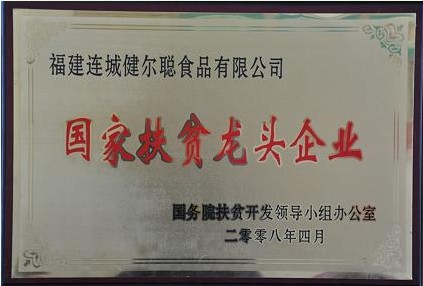 福建连城健尔聪食品有限公司
国家扶贫龙头企业
国务院扶贫开发领导小组办公室
二零零八年四月